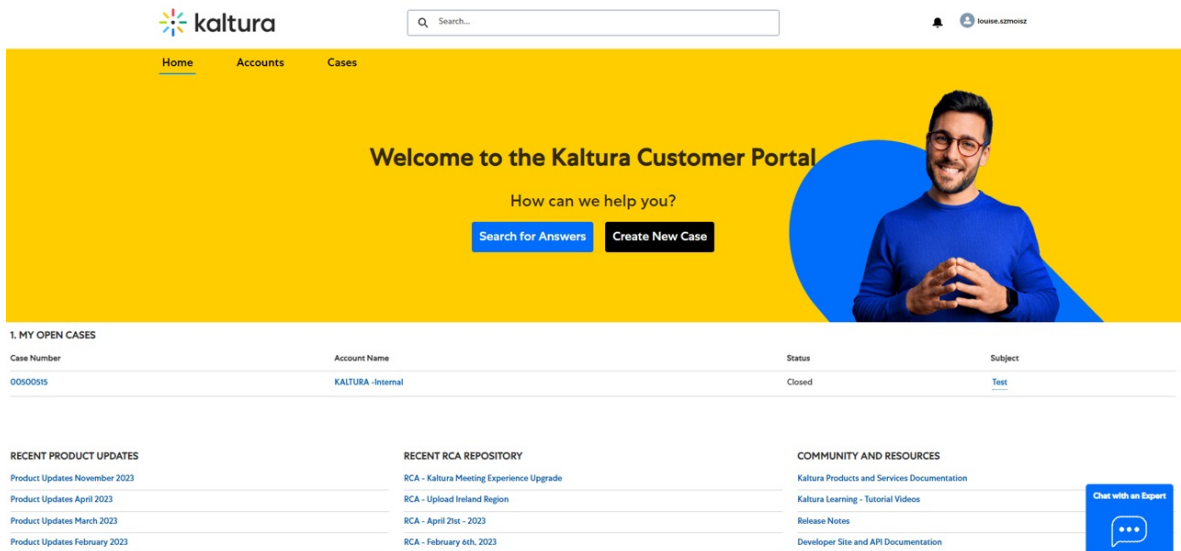 kaltura
Search...
louise.szmoisz
Home Accounts Cases
Welcome to the Kaltura Customer Portal
How can we help you?
Search for Answers Create New Case
1. MY OPEN CASES
Case Number Account Name Status Subject
00500515 KALTURA -Internal Closed Test
RECENT PRODUCT UPDATES
Product Updates November 2023
Product Updates April 2023
Product Updates March 2023
Product Updates February 2023
RECENT RCA REPOSITORY
RCA - Kaltura Meeting Experience Upgrade
RCA - Upload Ireland Region
RCA - April 21st - 2023
RCA - February 6th, 2023
COMMUNITY AND RESOURCES
Kaltura Products and Services Documentation
Kaltura Learning - Tutorial Videos
Release Notes
Developer Site and API Documentation
Chat with an Expert